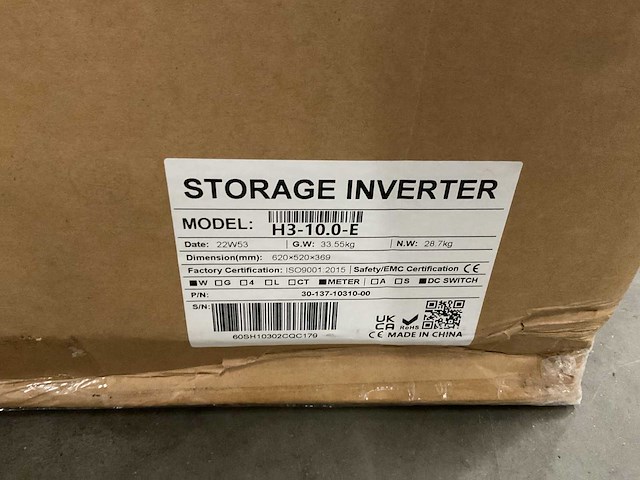 STORAGE INVERTER
MODEL: H3-10.0-E
Date: 22W53 G.W: 33.55kg N.W: 28.7kg
Dimension(mm): 620×520×369
Factory Certification: ISO9001:2015 Safety/EMC Certification CE
■W □G □4 □L □CT ■METER □A □S ■DC SWITCH
P/N: 30-137-10310-00
S/N:
60SH10302CQC179
UK
CA RoHS
CE MADE IN CHINA